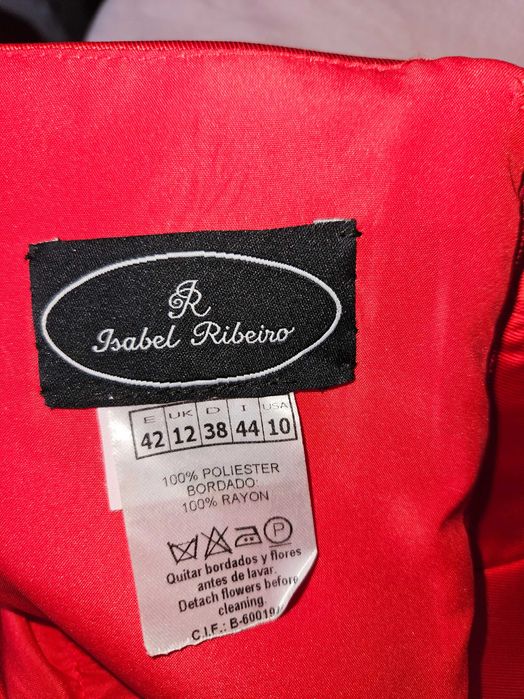 IR
Isabel Ribeiro
E UK D I USA
42 12 38 44 10
100% POLIESTER
BORDADO:
100% RAYON
P
Quitar bordados y flores
antes de lavar.
Detach flowers before
cleaning.
C.I.F.: B-60019